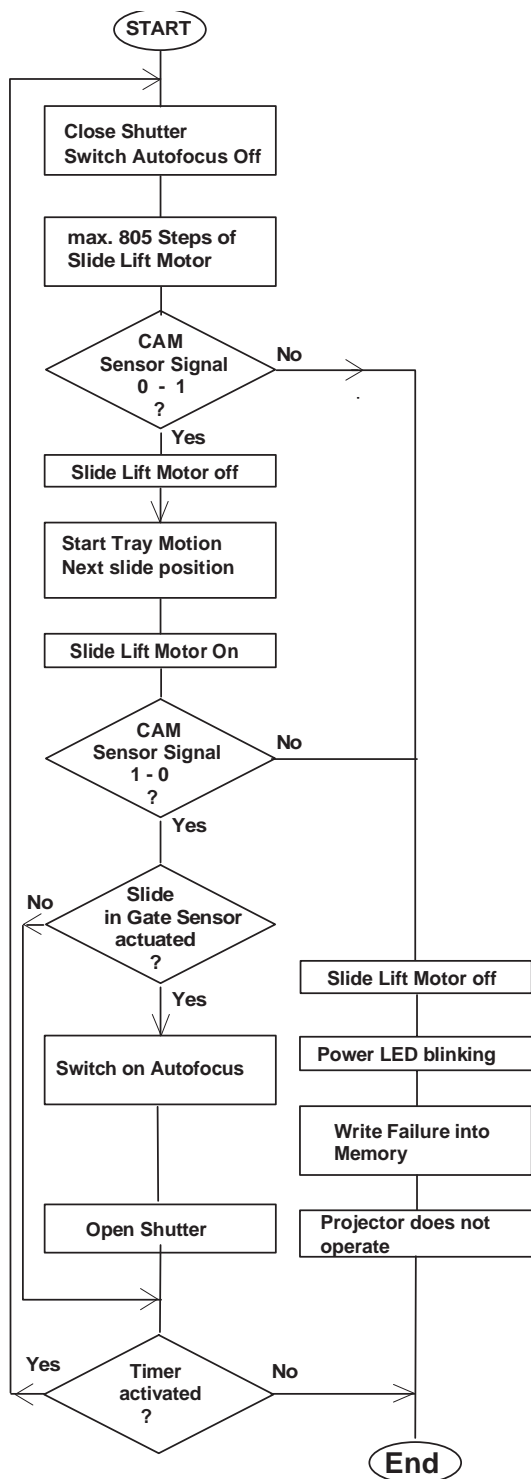 START
Close Shutter
Switch Autofocus Off
max. 805 Steps of
Slide Lift Motor
CAM
Sensor Signal
0 - 1
?
No
Yes
Slide Lift Motor off
Start Tray Motion
Next slide position
Slide Lift Motor On
CAM
Sensor Signal
1 - 0
?
No
Yes
Slide
in Gate Sensor
actuated
?
No
Yes
Switch on Autofocus
Open Shutter
Slide Lift Motor off
Power LED blinking
Write Failure into
Memory
Projector does not
operate
Timer
activated
?
Yes
No
End